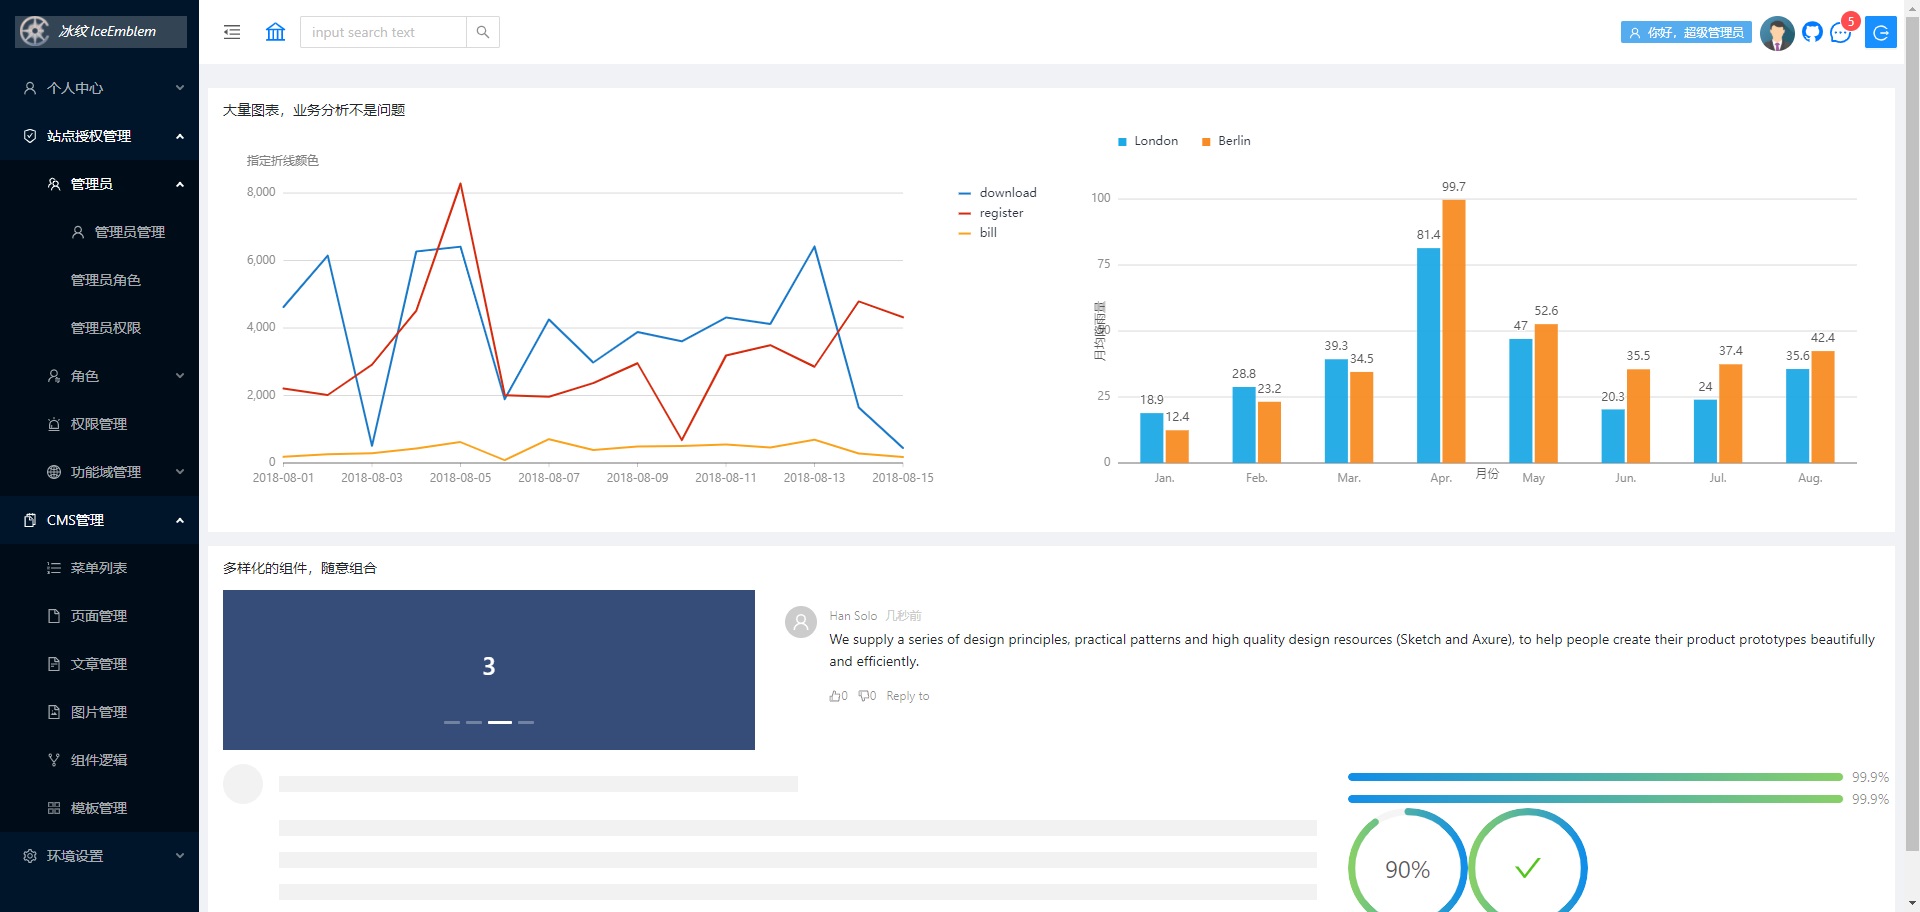 冰纹 IceEmblem
个人中心
站点授权管理
管理员
管理员管理
管理员角色
管理员权限
角色
权限管理
功能域管理
CMS管理
菜单列表
页面管理
文章管理
图片管理
组件逻辑
模板管理
环境设置
input search text
你好，超级管理员
5
大量图表，业务分析不是问题
指定折线颜色
8,000
6,000
4,000
2,000
0
2018-08-01 2018-08-03 2018-08-05 2018-08-07 2018-08-09 2018-08-11 2018-08-13 2018-08-15
download
register
bill
London Berlin
月均降雨量
100
75
50
25
0
18.9 12.4 28.8 23.2 39.3 34.5 81.4 99.7 47 52.6 20.3 35.5 24 37.4 35.6 42.4
Jan. Feb. Mar. Apr. May Jun. Jul. Aug.
月份
多样化的组件，随意组合
3
Han Solo 几秒前
We supply a series of design principles, practical patterns and high quality design resources (Sketch and Axure), to help people create their product prototypes beautifully
and efficiently.
0 0 Reply to
99.9%
99.9%
90%